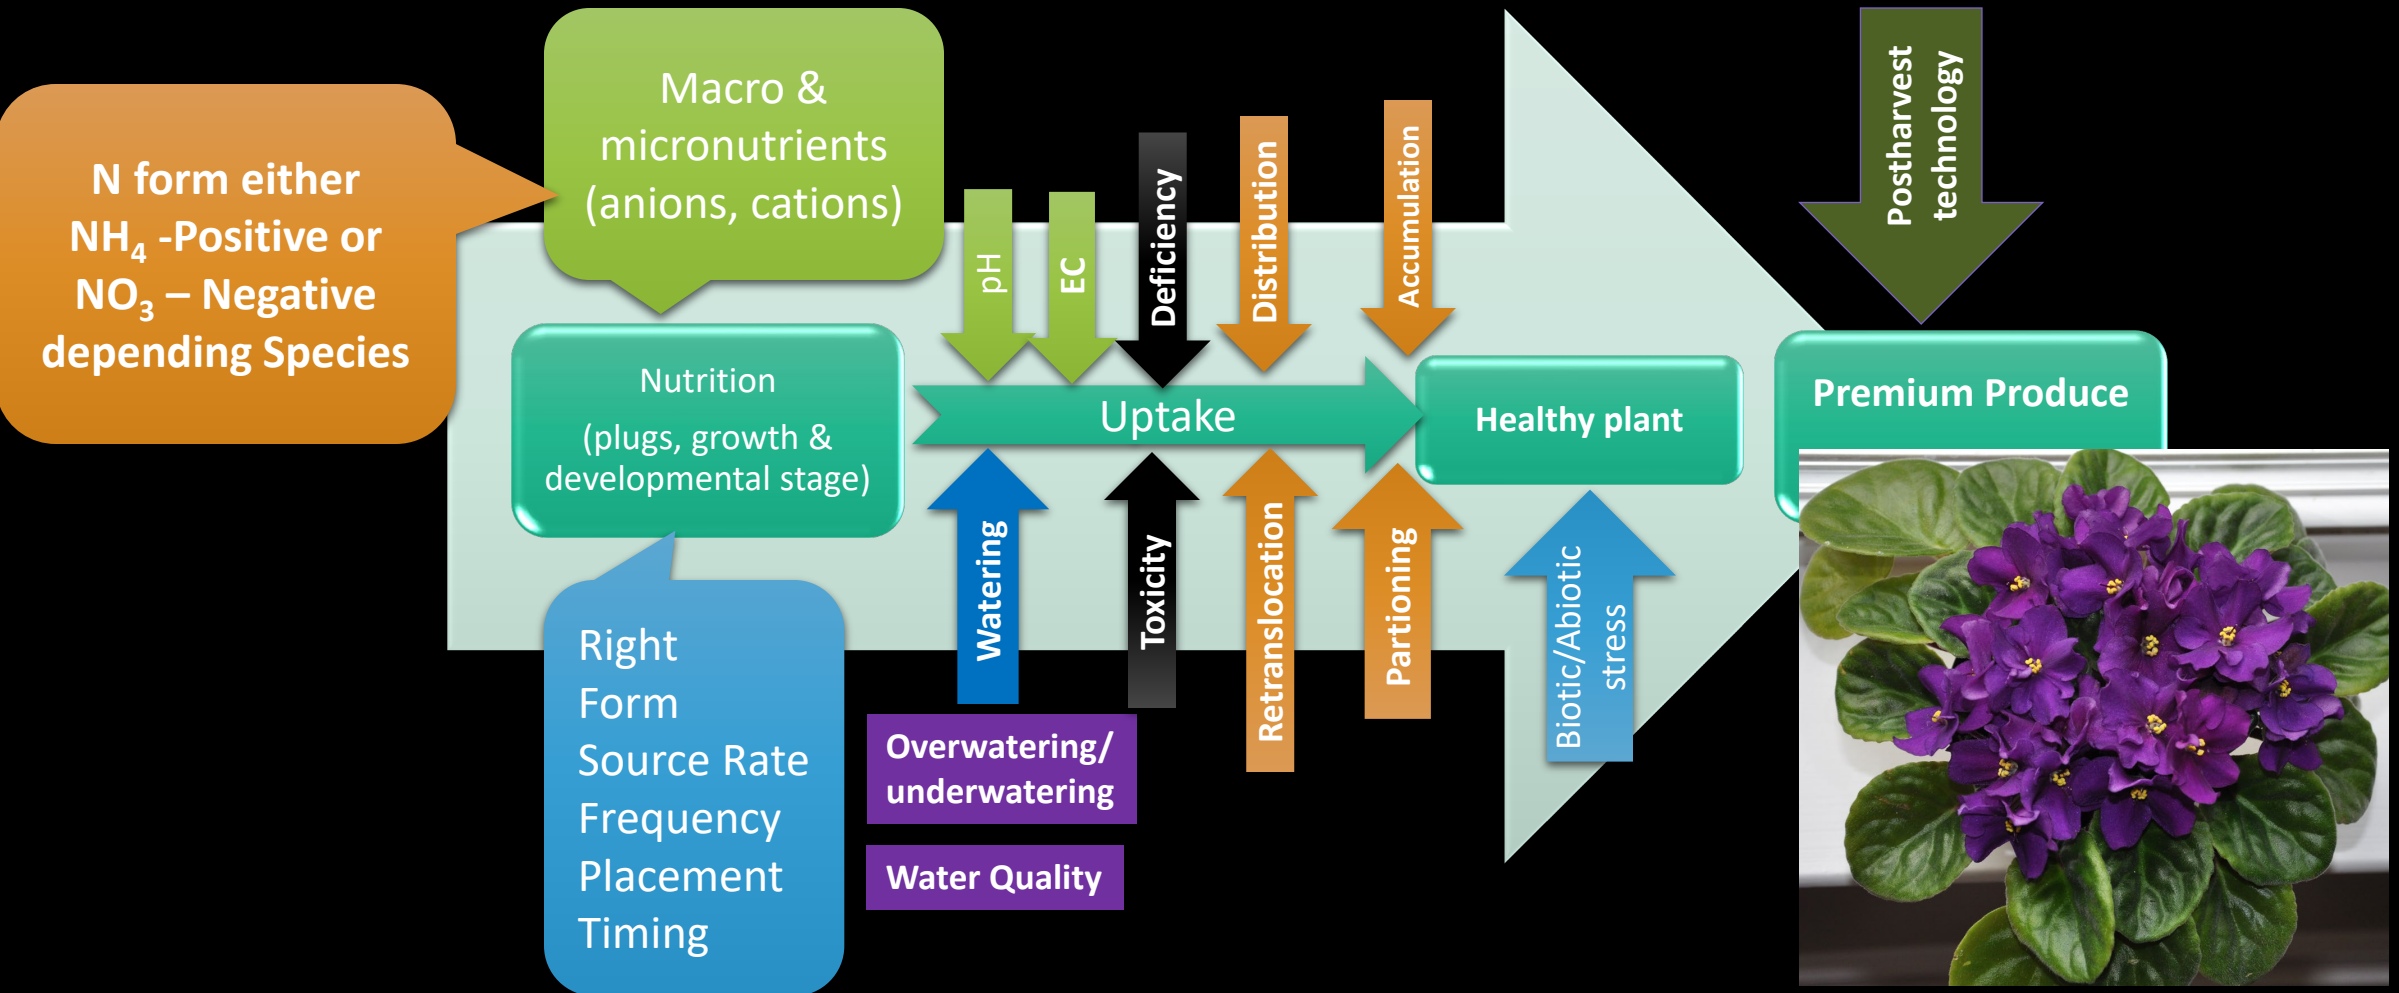 N form either
NH₄ -Positive or
NO₃ – Negative
depending Species
Macro &
micronutrients
(anions, cations)
Nutrition
(plugs, growth &
developmental stage)
Right
Form
Source Rate
Frequency
Placement
Timing
pH
EC
Deficiency
Distribution
Accumulation
Uptake
Watering
Toxicity
Retranslocation
Partioning
Overwatering/
underwatering
Water Quality
Healthy plant
Biotic/Abiotic
stress
Postharvest
technology
Premium Produce